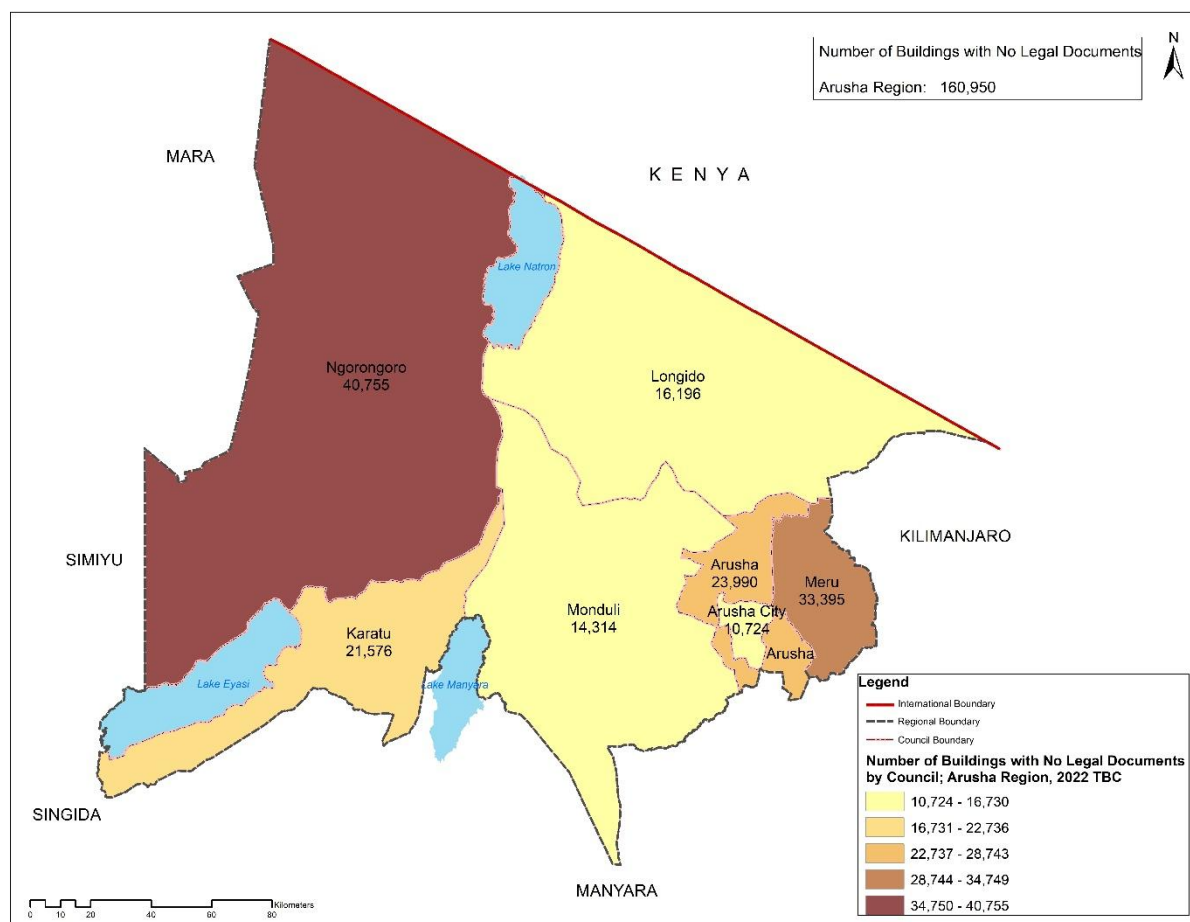 Number of Buildings with No Legal Documents
Arusha Region: 160,950
N
MARA
K E N Y A
Lake Natron
Ngorongoro
40,755
Longido
16,196
SIMIYU
KILIMANJARO
Arusha
23,990
Meru
33,395
Arusha City
10,724
Monduli
14,314
Karatu
21,576
Arusha
Lake Eyasi
Lake Manyara
SINGIDA
MANYARA
Legend
International Boundary
Regional Boundary
Council Boundary
Number of Buildings with No Legal Documents
by Council; Arusha Region, 2022 TBC
10,724 - 16,730
16,731 - 22,736
22,737 - 28,743
28,744 - 34,749
34,750 - 40,755
Kilometers
0 5 10 20 40 60 80